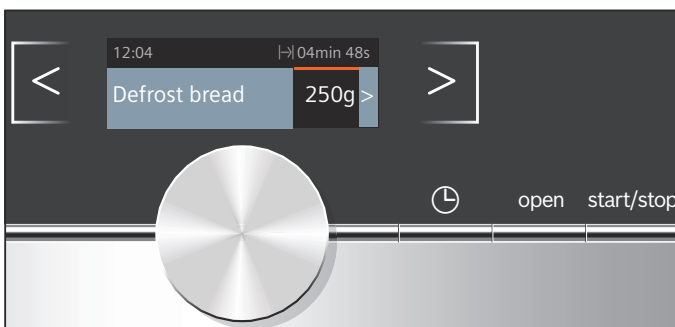 12:04 04min 48s
< Defrost bread 250g > >
open start/stop